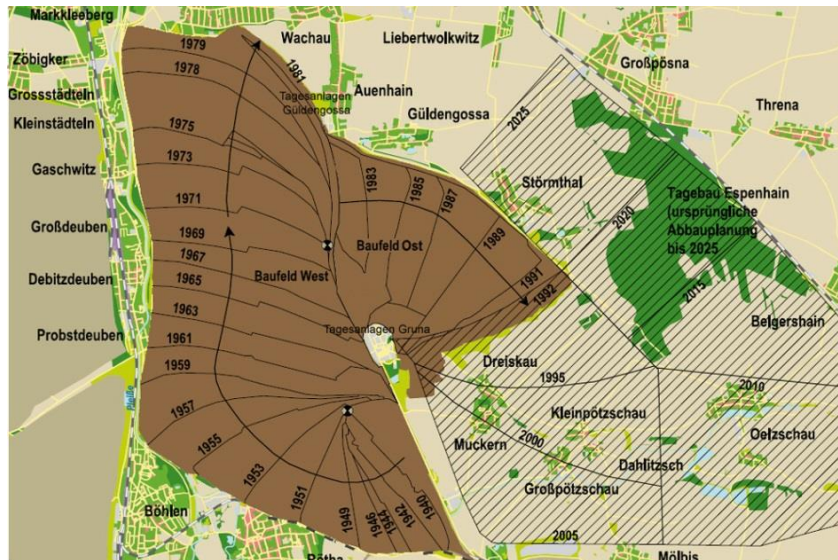 Markkleeberg
Zöbigker
Grossstädteln
Kleinstädteln
Gaschwitz
Großdeuben
Debitzdeuben
Probstdeuben
Pleiße
Böhlen
Rötha
Wachau
Liebertwolkwitz
Auenhain
Güldengossa
Tagesanlagen
Güldengossa
Großpösna
Threna
Störmthal
Tagebau Espenhain
(ursprüngliche
Abbauplanung
bis 2025
Belgershain
Baufeld West
Baufeld Ost
Tagesanlagen Gruna
Dreiskau
Muckern
Kleinpötzschau
Großpötzschau
Dahlitzsch
Oelzschau
Mölbis
1979
1978
1975
1973
1971
1969
1967
1965
1963
1961
1959
1957
1955
1953
1951
1949
1946
1944
1942
1940
1981
1983
1985
1987
1989
1991
1992
1995
2000
2005
2010
2015
2020
2025